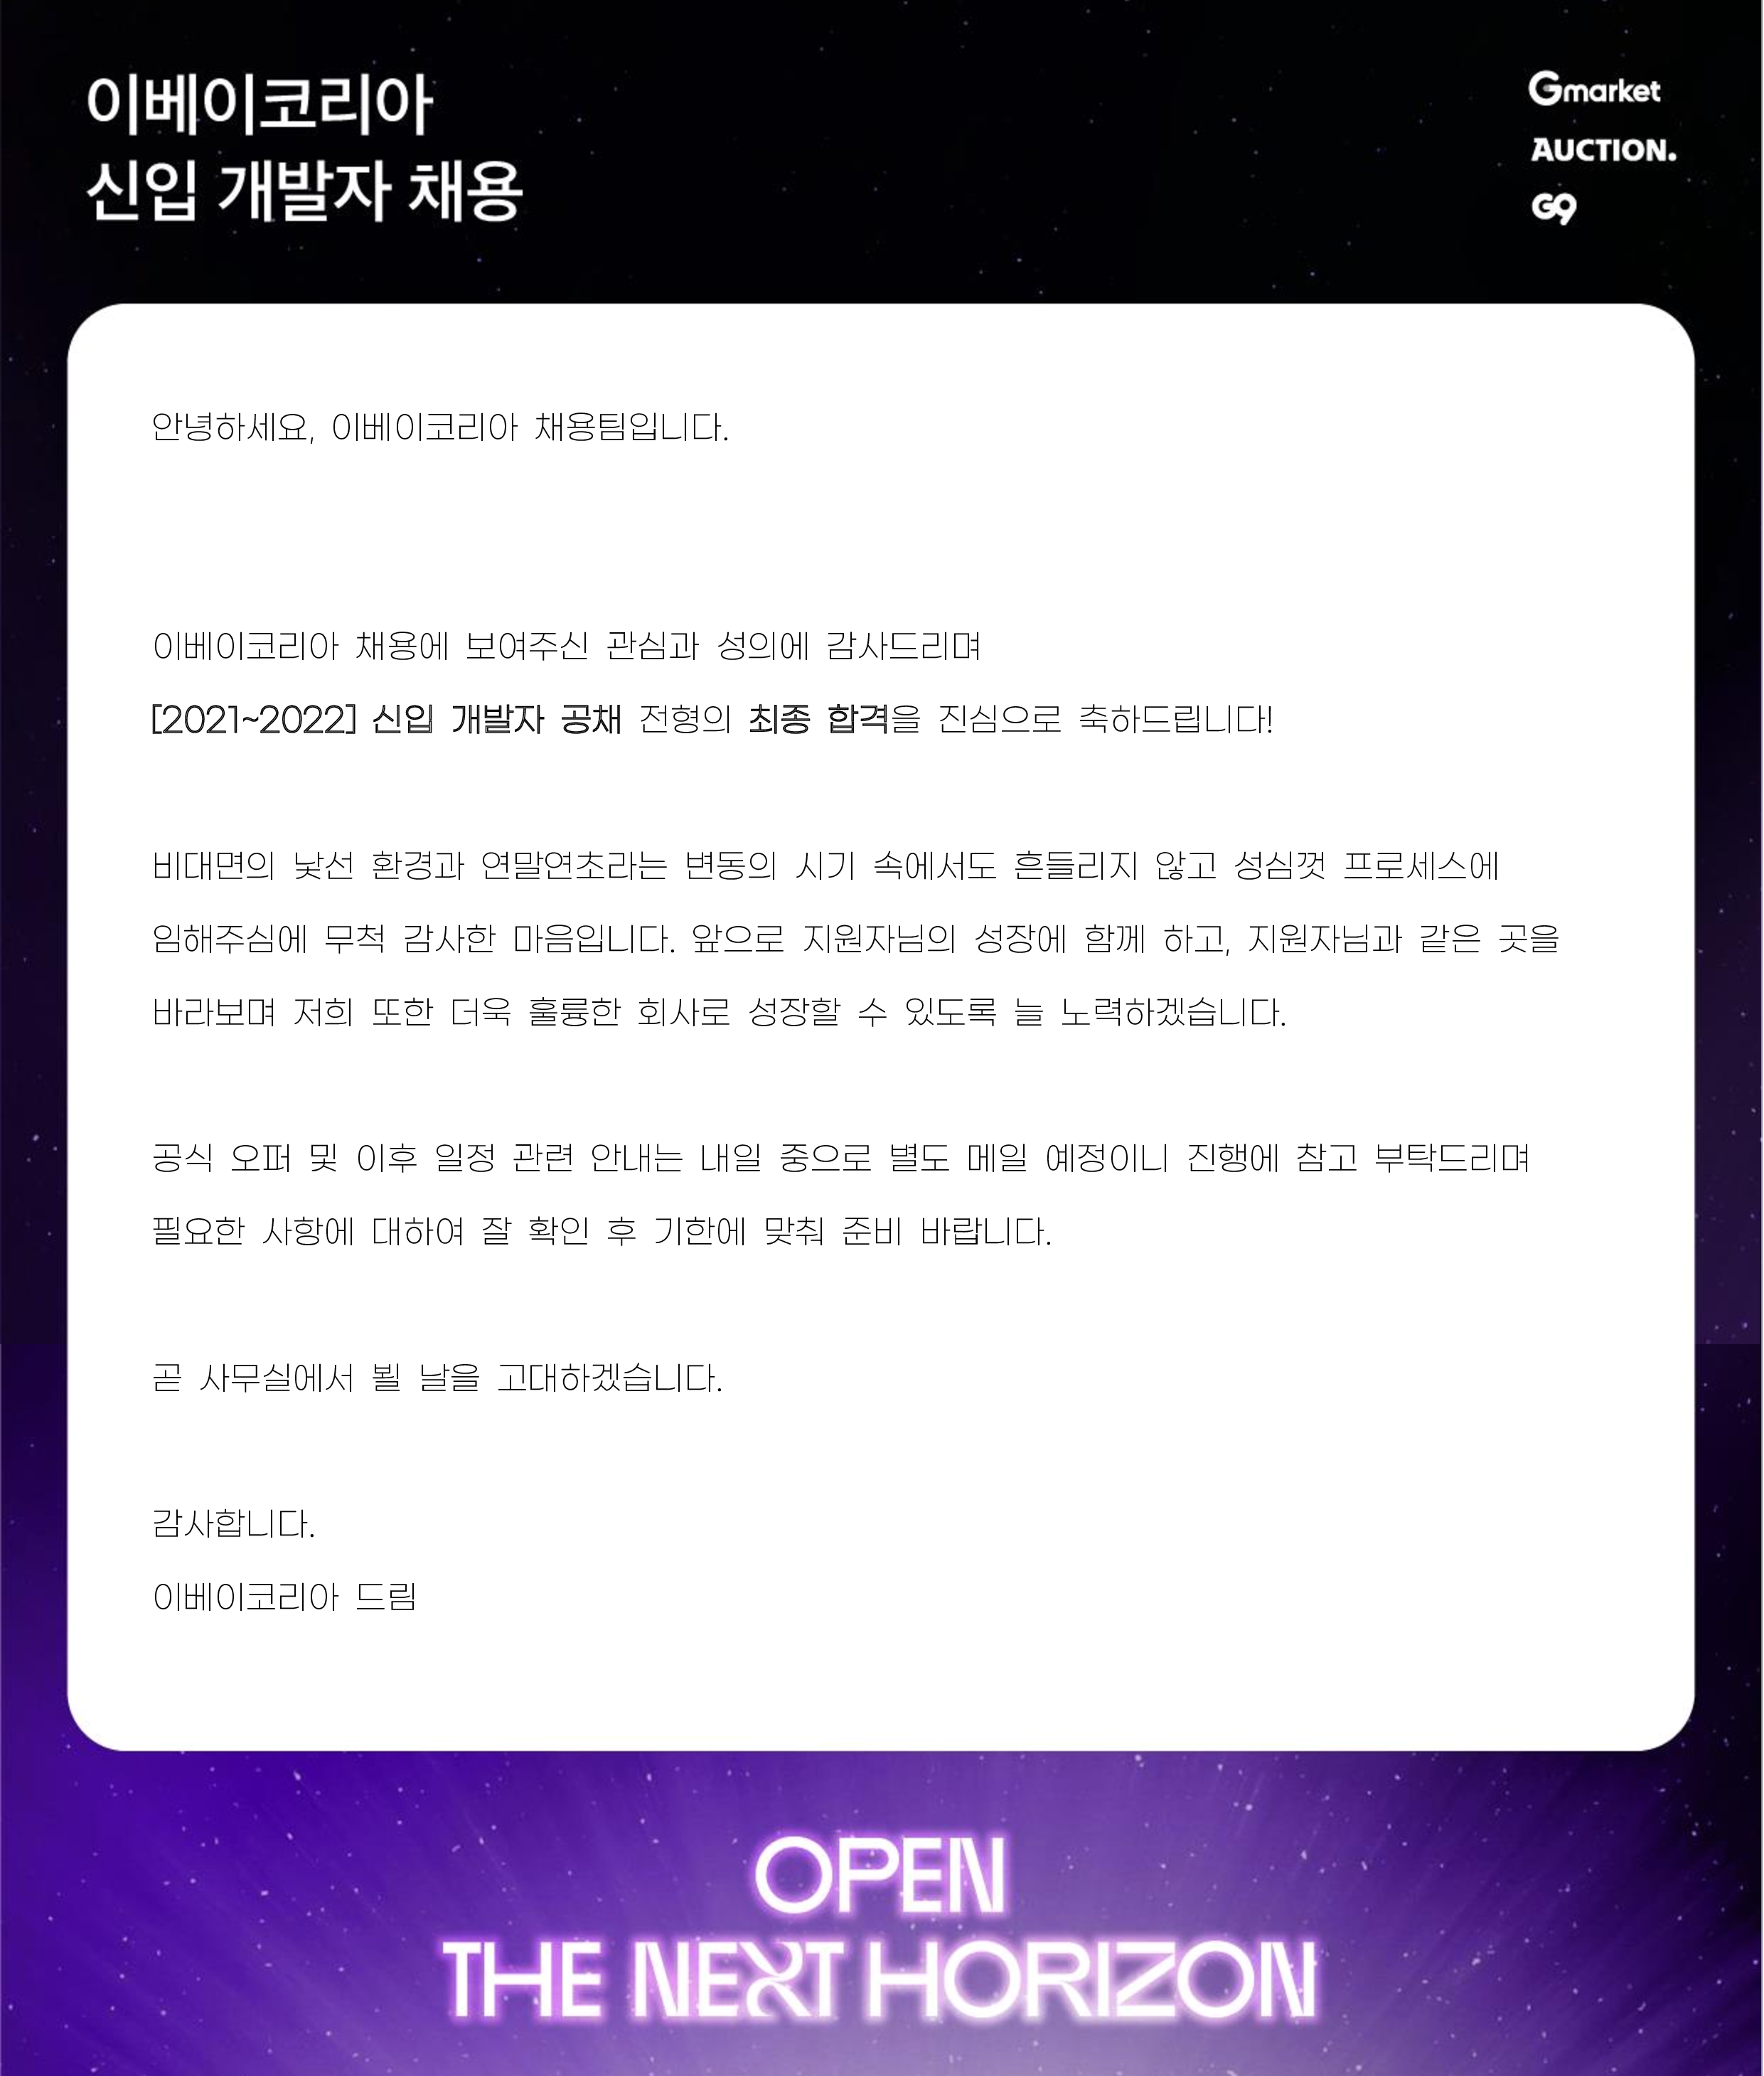 이베이코리아
신입 개발자 채용
Gmarket
AUCTION.
G9
안녕하세요, 이베이코리아 채용팀입니다.
이베이코리아 채용에 보여주신 관심과 성의에 감사드리며
[2021~2022] 신입 개발자 공채 전형의 최종 합격을 진심으로 축하드립니다!
비대면의 낯선 환경과 연말연초라는 변동의 시기 속에서도 흔들리지 않고 성심껏 프로세스에
임해주심에 무척 감사한 마음입니다. 앞으로 지원자님의 성장에 함께 하고, 지원자님과 같은 곳을
바라보며 저희 또한 더욱 훌륭한 회사로 성장할 수 있도록 늘 노력하겠습니다.
공식 오퍼 및 이후 일정 관련 안내는 내일 중으로 별도 메일 예정이니 진행에 참고 부탁드리며
필요한 사항에 대하여 잘 확인 후 기한에 맞춰 준비 바랍니다.
곧 사무실에서 뵐 날을 고대하겠습니다.
감사합니다.
이베이코리아 드림
OPEN
THE NEXT HORIZON